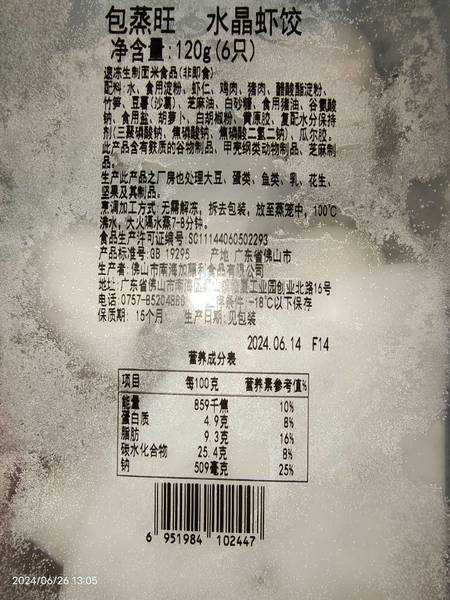 包蒸旺 水晶虾饺
净含量:120g(6只)
速冻生制面米食品(非即食)
配料:水、食用淀粉、虾仁、鸡肉、猪肉、醋酸酯淀粉、
竹笋、豆薯(沙葛)、芝麻油、白砂糖、食用猪油、谷氨酸
钠、食用盐、胡萝卜、白胡椒粉、黄原胶、复配水分保持
剂(三聚磷酸钠、焦磷酸钠、焦磷酸二氢二钠)、瓜尔胶。
此产品含有麸质的谷物制品、甲壳纲类动物制品、芝麻制
品。
生产此产品之厂房也处理大豆、蛋类、鱼类、乳、花生、
坚果及其制品。
烹调加工方式:无需解冻,拆去包装,放至蒸笼中,100℃
沸水,大火隔水蒸7-8分钟。
食品生产许可证编号:SC11144060502293
产品标准号:GB 19295 产地:广东省佛山市
生产者:佛山市南海加顺利食品有限公司
地址:广东省佛山市南海区 工业园创业北路16号
电话:0757-85204888 条件:-18℃以下保存
保质期:15个月 生产日期:见包装
2024.06.14 F14
营养成分表
项目 每100克 营养素参考值%
能量 859千焦 10%
蛋白质 4.9克 8%
脂肪 9.3克 16%
碳水化合物 25.4克 8%
钠 509毫克 25%
6 951984 102447
2024/06/26 13:05